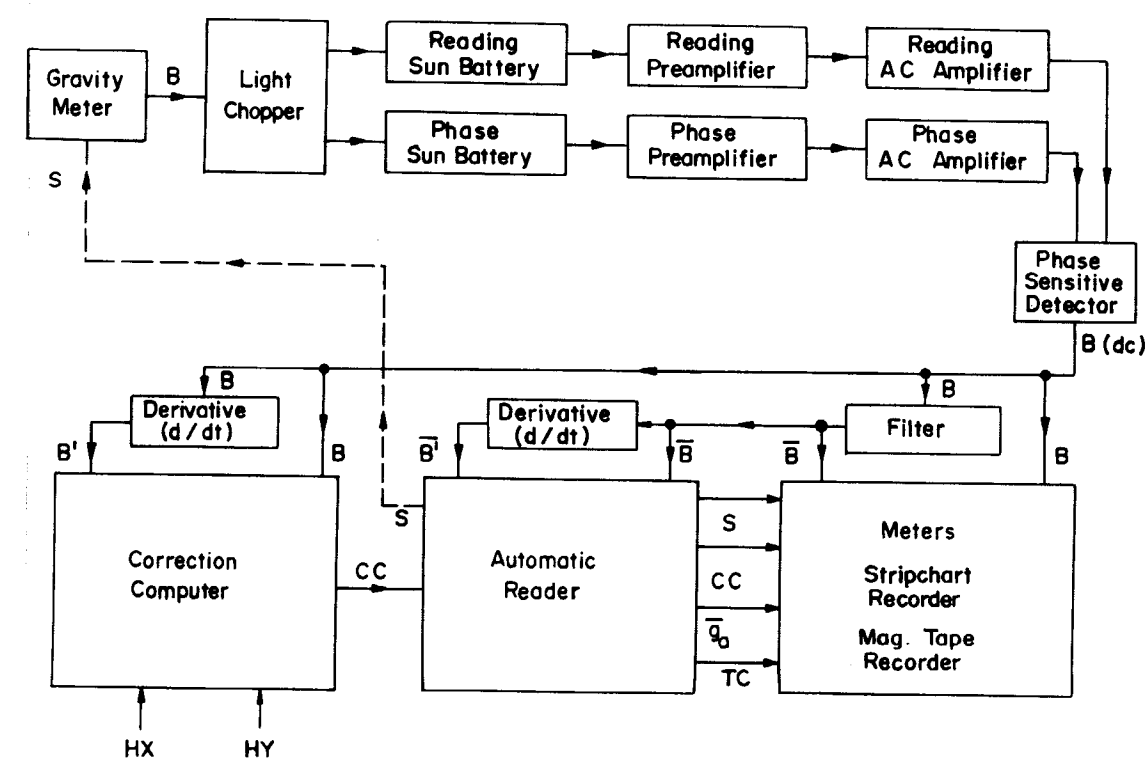 Gravity
Meter
B
Light
Chopper
Reading
Sun Battery
Reading
Preamplifier
Reading
AC Amplifier
Phase
Sun Battery
Phase
Preamplifier
Phase
AC Amplifier
S
Phase
Sensitive
Detector
B (dc)
B
Derivative
(d/dt)
B'
B
Derivative
(d/dt)
B̅'
B̅
B
Filter
B̅
B
Correction
Computer
CC
S
Automatic
Reader
S
CC
g̅a
TC
Meters
Stripchart
Recorder
Mag. Tape
Recorder
HX
HY